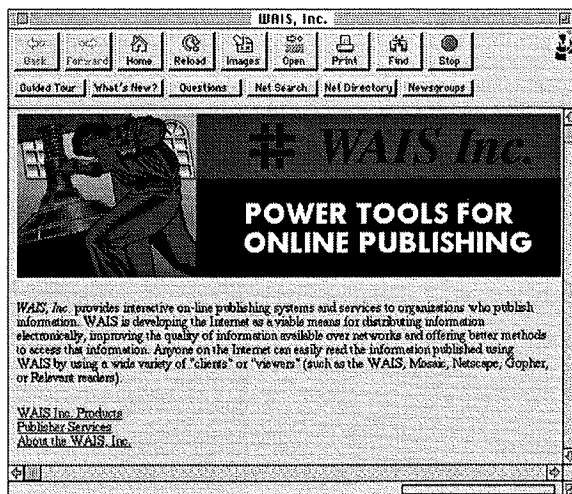 WAIS, Inc.
Back Forward Home Reload Images Open Print Find Stop
Guided Tour What's New? Questions Net Search Net Directory Newsgroups
WAIS Inc.
POWER TOOLS FOR
ONLINE PUBLISHING
WAIS, Inc. provides interactive on-line publishing systems and services to organizations who publish
information. WAIS is developing the Internet as a viable means for distributing information
electronically, improving the quality of information available over networks and offering better methods
to access that information. Anyone on the Internet can easily read the information published using
WAIS by using a wide variety of "clients" or "viewers" (such as the WAIS, Mosaic, Netscape, Gopher,
or Relevant readers).
WAIS Inc. Products
Publisher Services
About the WAIS, Inc.